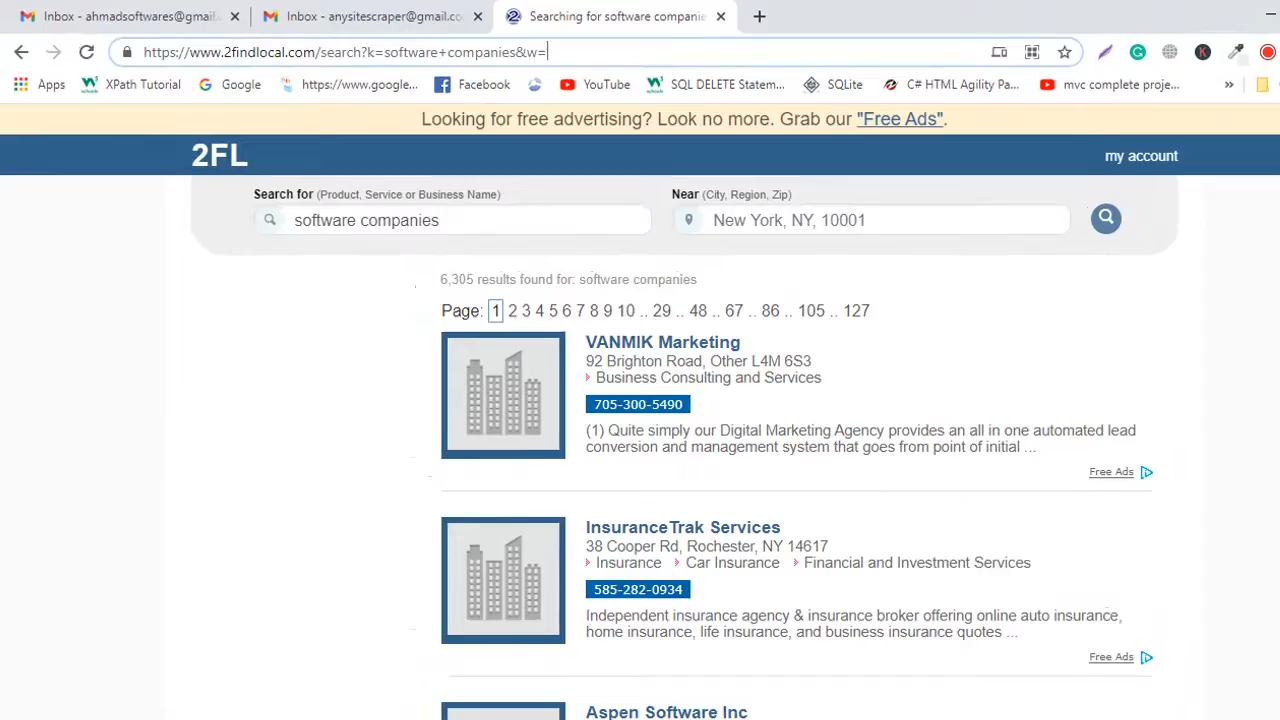 Inbox - ahmadsoftwares@gmail.
Inbox - anysitescraper@gmail.co
Searching for software companie
https://www.2findlocal.com/search?k=software+companies&w=
Apps
XPath Tutorial
Google
https://www.google...
Facebook
YouTube
SQL DELETE Statem...
SQLite
C# HTML Agility Pa...
mvc complete proje...
»
Looking for free advertising? Look no more. Grab our "Free Ads".
2FL
my account
Search for (Product, Service or Business Name)
Near (City, Region, Zip)
software companies
New York, NY, 10001
6,305 results found for: software companies
Page: 1 2 3 4 5 6 7 8 9 10 .. 29 .. 48 .. 67 .. 86 .. 105 .. 127
VANMIK Marketing
92 Brighton Road, Other L4M 6S3
Business Consulting and Services
705-300-5490
(1) Quite simply our Digital Marketing Agency provides an all in one automated lead
conversion and management system that goes from point of initial ...
Free Ads
InsuranceTrak Services
38 Cooper Rd, Rochester, NY 14617
Insurance Car Insurance Financial and Investment Services
585-282-0934
Independent insurance agency & insurance broker offering online auto insurance,
home insurance, life insurance, and business insurance quotes ...
Free Ads
Aspen Software Inc